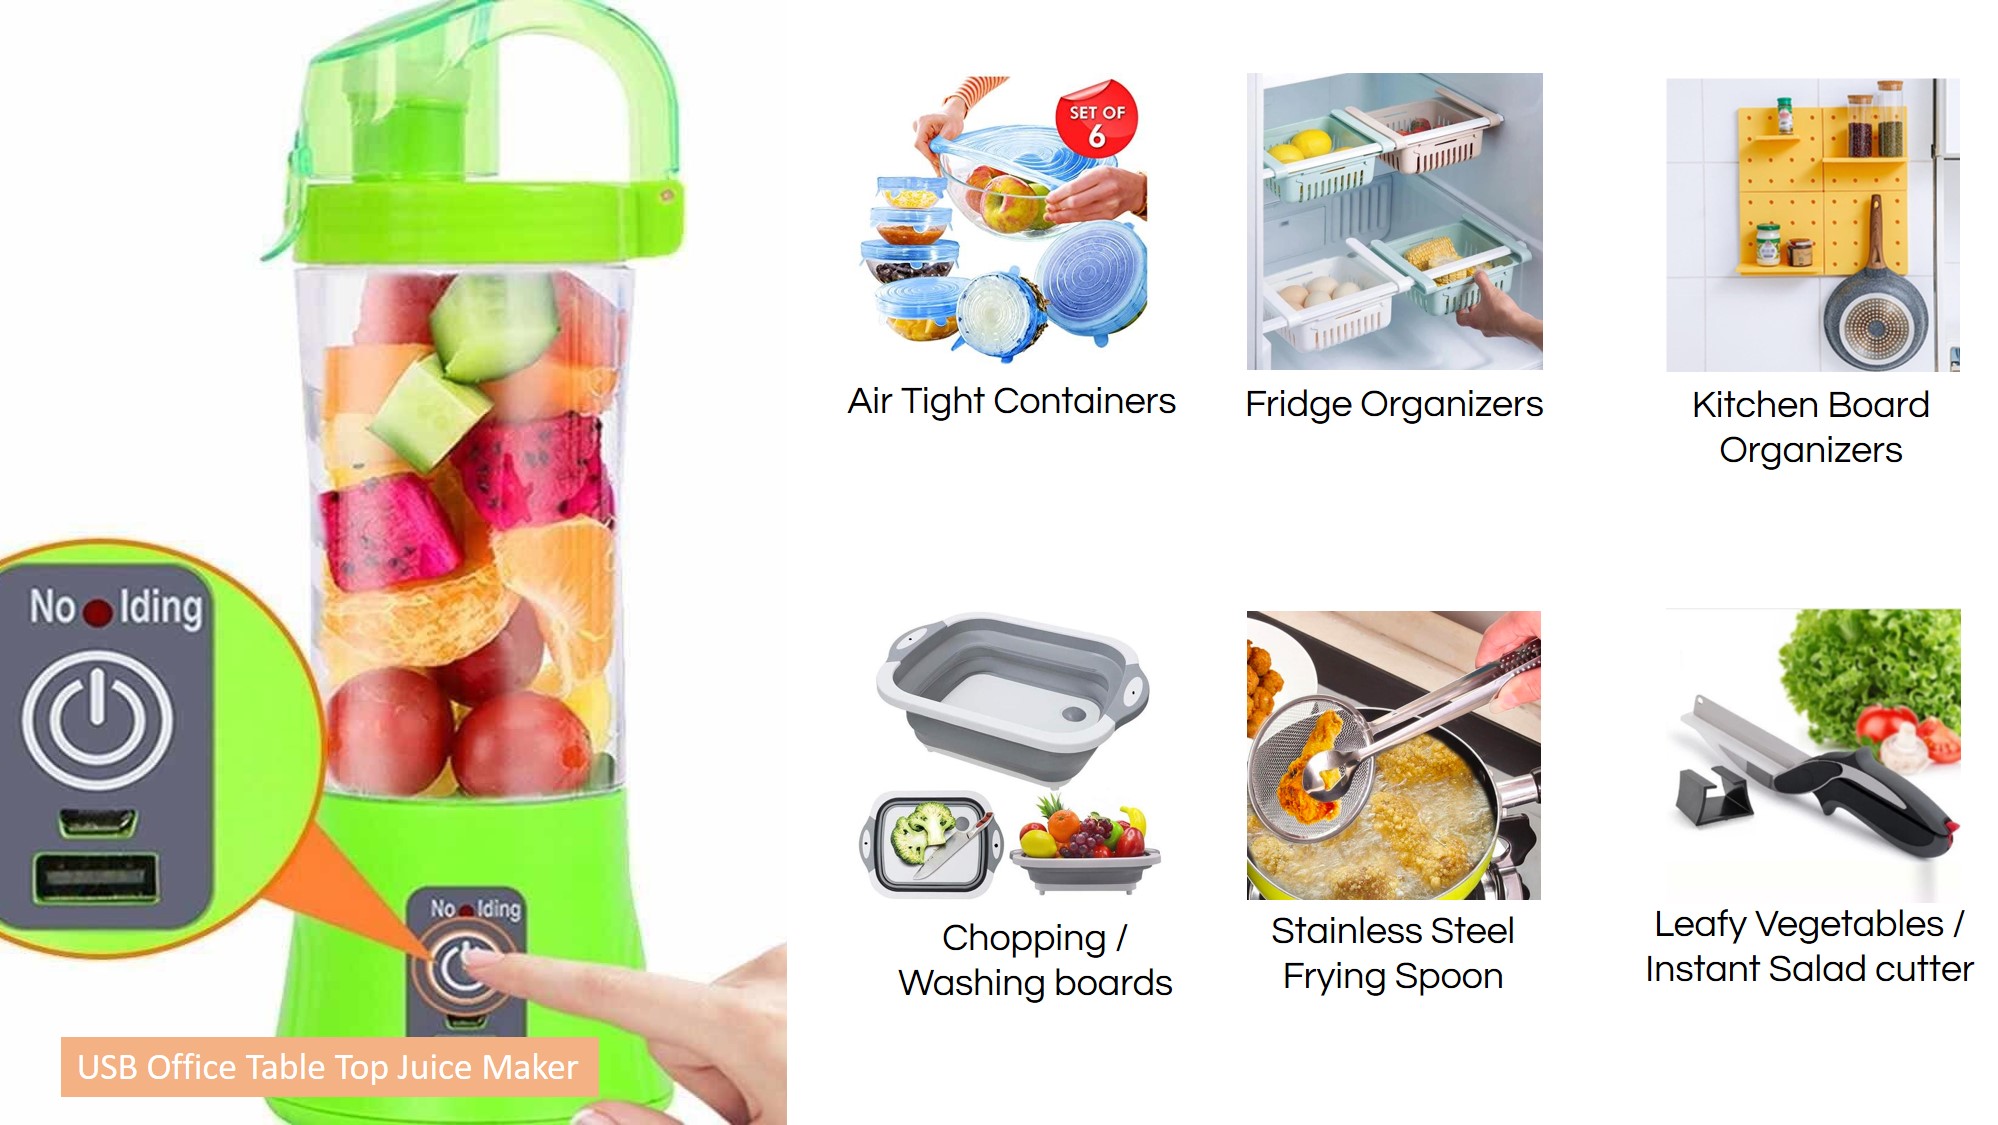 No lding
No lding
USB Office Table Top Juice Maker
SET OF
6
Air Tight Containers
Fridge Organizers
Kitchen Board
Organizers
Chopping /
Washing boards
Stainless Steel
Frying Spoon
Leafy Vegetables /
Instant Salad cutter